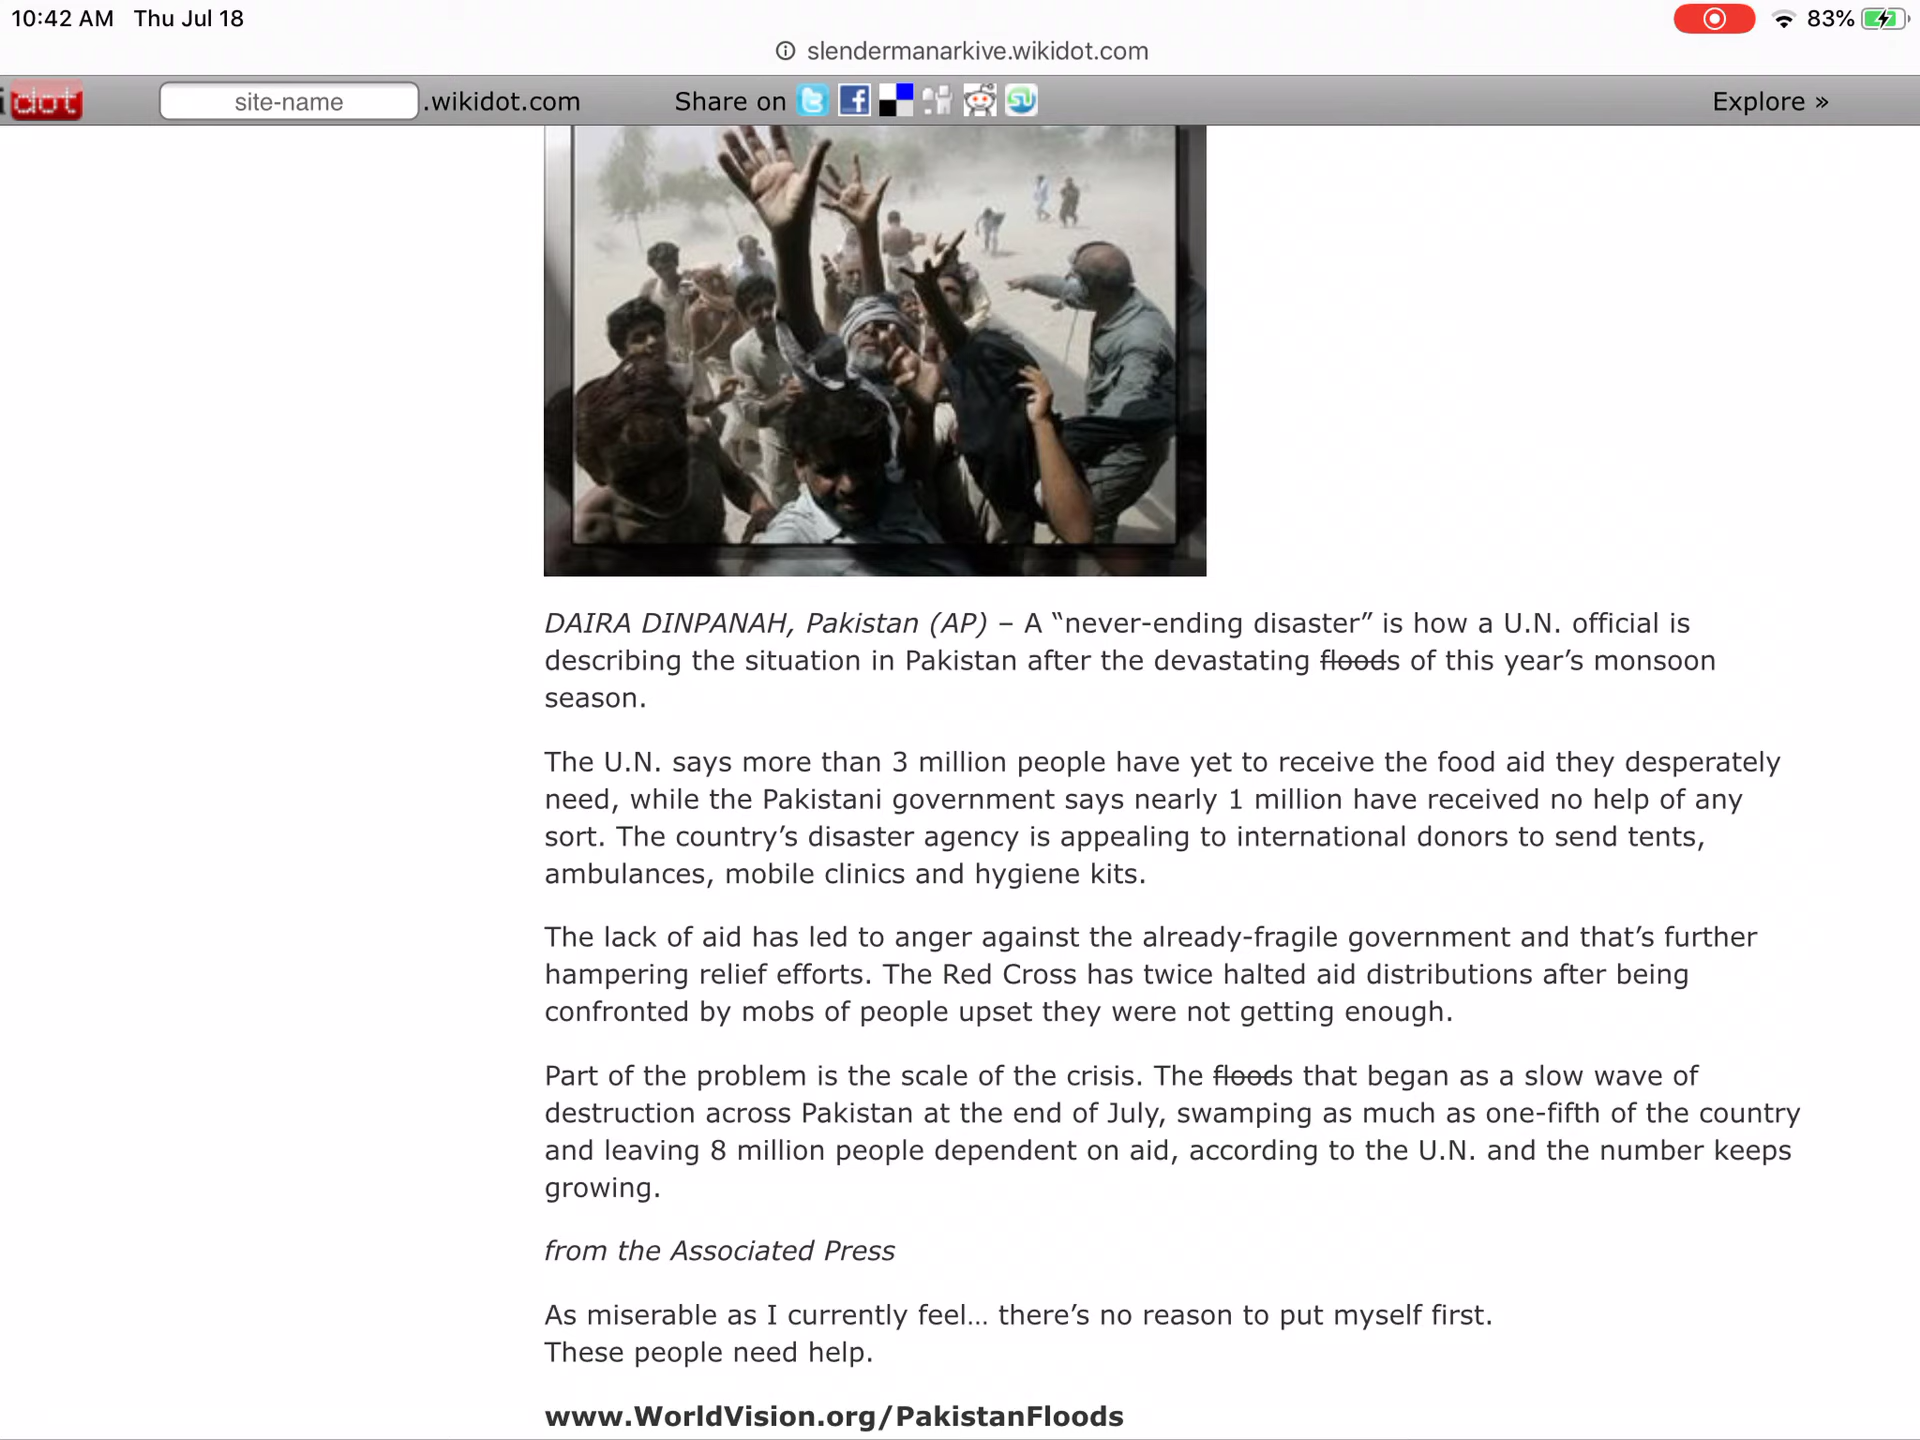 10:42 AM Thu Jul 18
83%
slendermanarkive.wikidot.com
dot site-name .wikidot.com Share on Explore »
DAIRA DINPANAH, Pakistan (AP) – A “never-ending disaster” is how a U.N. official is
describing the situation in Pakistan after the devastating floods of this year’s monsoon
season.
The U.N. says more than 3 million people have yet to receive the food aid they desperately
need, while the Pakistani government says nearly 1 million have received no help of any
sort. The country’s disaster agency is appealing to international donors to send tents,
ambulances, mobile clinics and hygiene kits.
The lack of aid has led to anger against the already-fragile government and that’s further
hampering relief efforts. The Red Cross has twice halted aid distributions after being
confronted by mobs of people upset they were not getting enough.
Part of the problem is the scale of the crisis. The floods that began as a slow wave of
destruction across Pakistan at the end of July, swamping as much as one-fifth of the country
and leaving 8 million people dependent on aid, according to the U.N. and the number keeps
growing.
from the Associated Press
As miserable as I currently feel… there’s no reason to put myself first.
These people need help.
www.WorldVision.org/PakistanFloods